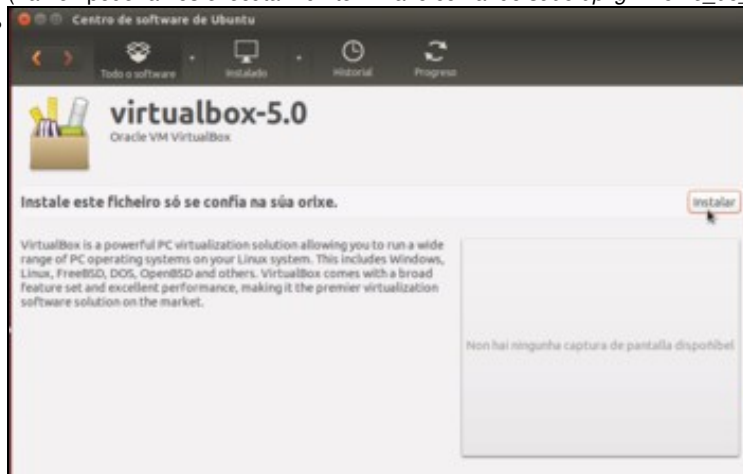 Centro de software de Ubuntu
Todo o software
Instalado
Historial
Progreso
virtualbox-5.0
Oracle VM VirtualBox
Instale este ficheiro só se confía na súa orixe.
Instalar
VirtualBox is a powerful PC virtualization solution allowing you to run a wide
range of PC operating systems on your Linux system. This includes Windows,
Linux, FreeBSD, DOS, OpenBSD and others. VirtualBox comes with a broad
feature set and excellent performance, making it the premier virtualization
software solution on the market.
Non hai ningunha captura de pantalla dispoñíbel